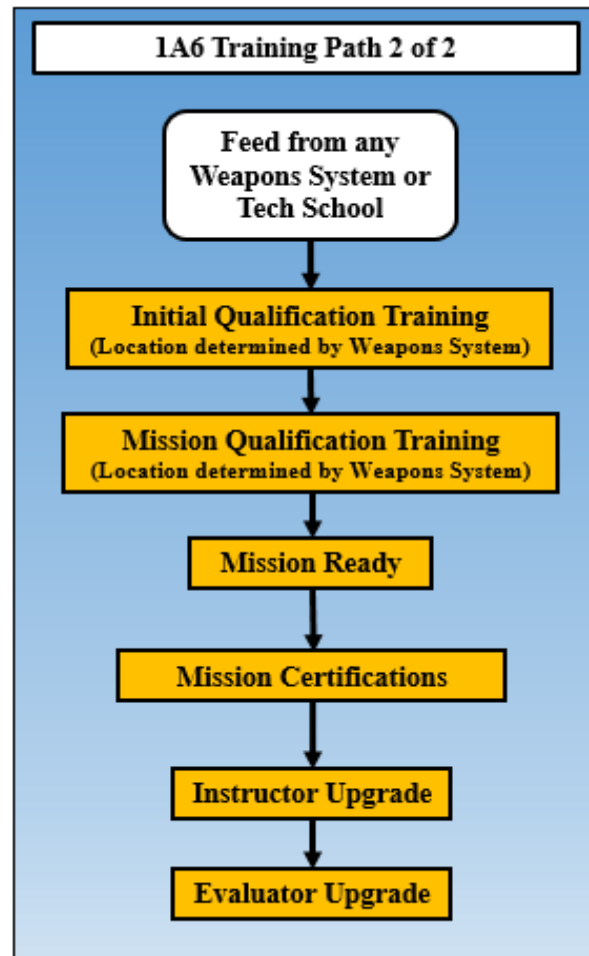 1A6 Training Path 2 of 2
Feed from any
Weapons System or
Tech School
Initial Qualification Training
(Location determined by Weapons System)
Mission Qualification Training
(Location determined by Weapons System)
Mission Ready
Mission Certifications
Instructor Upgrade
Evaluator Upgrade